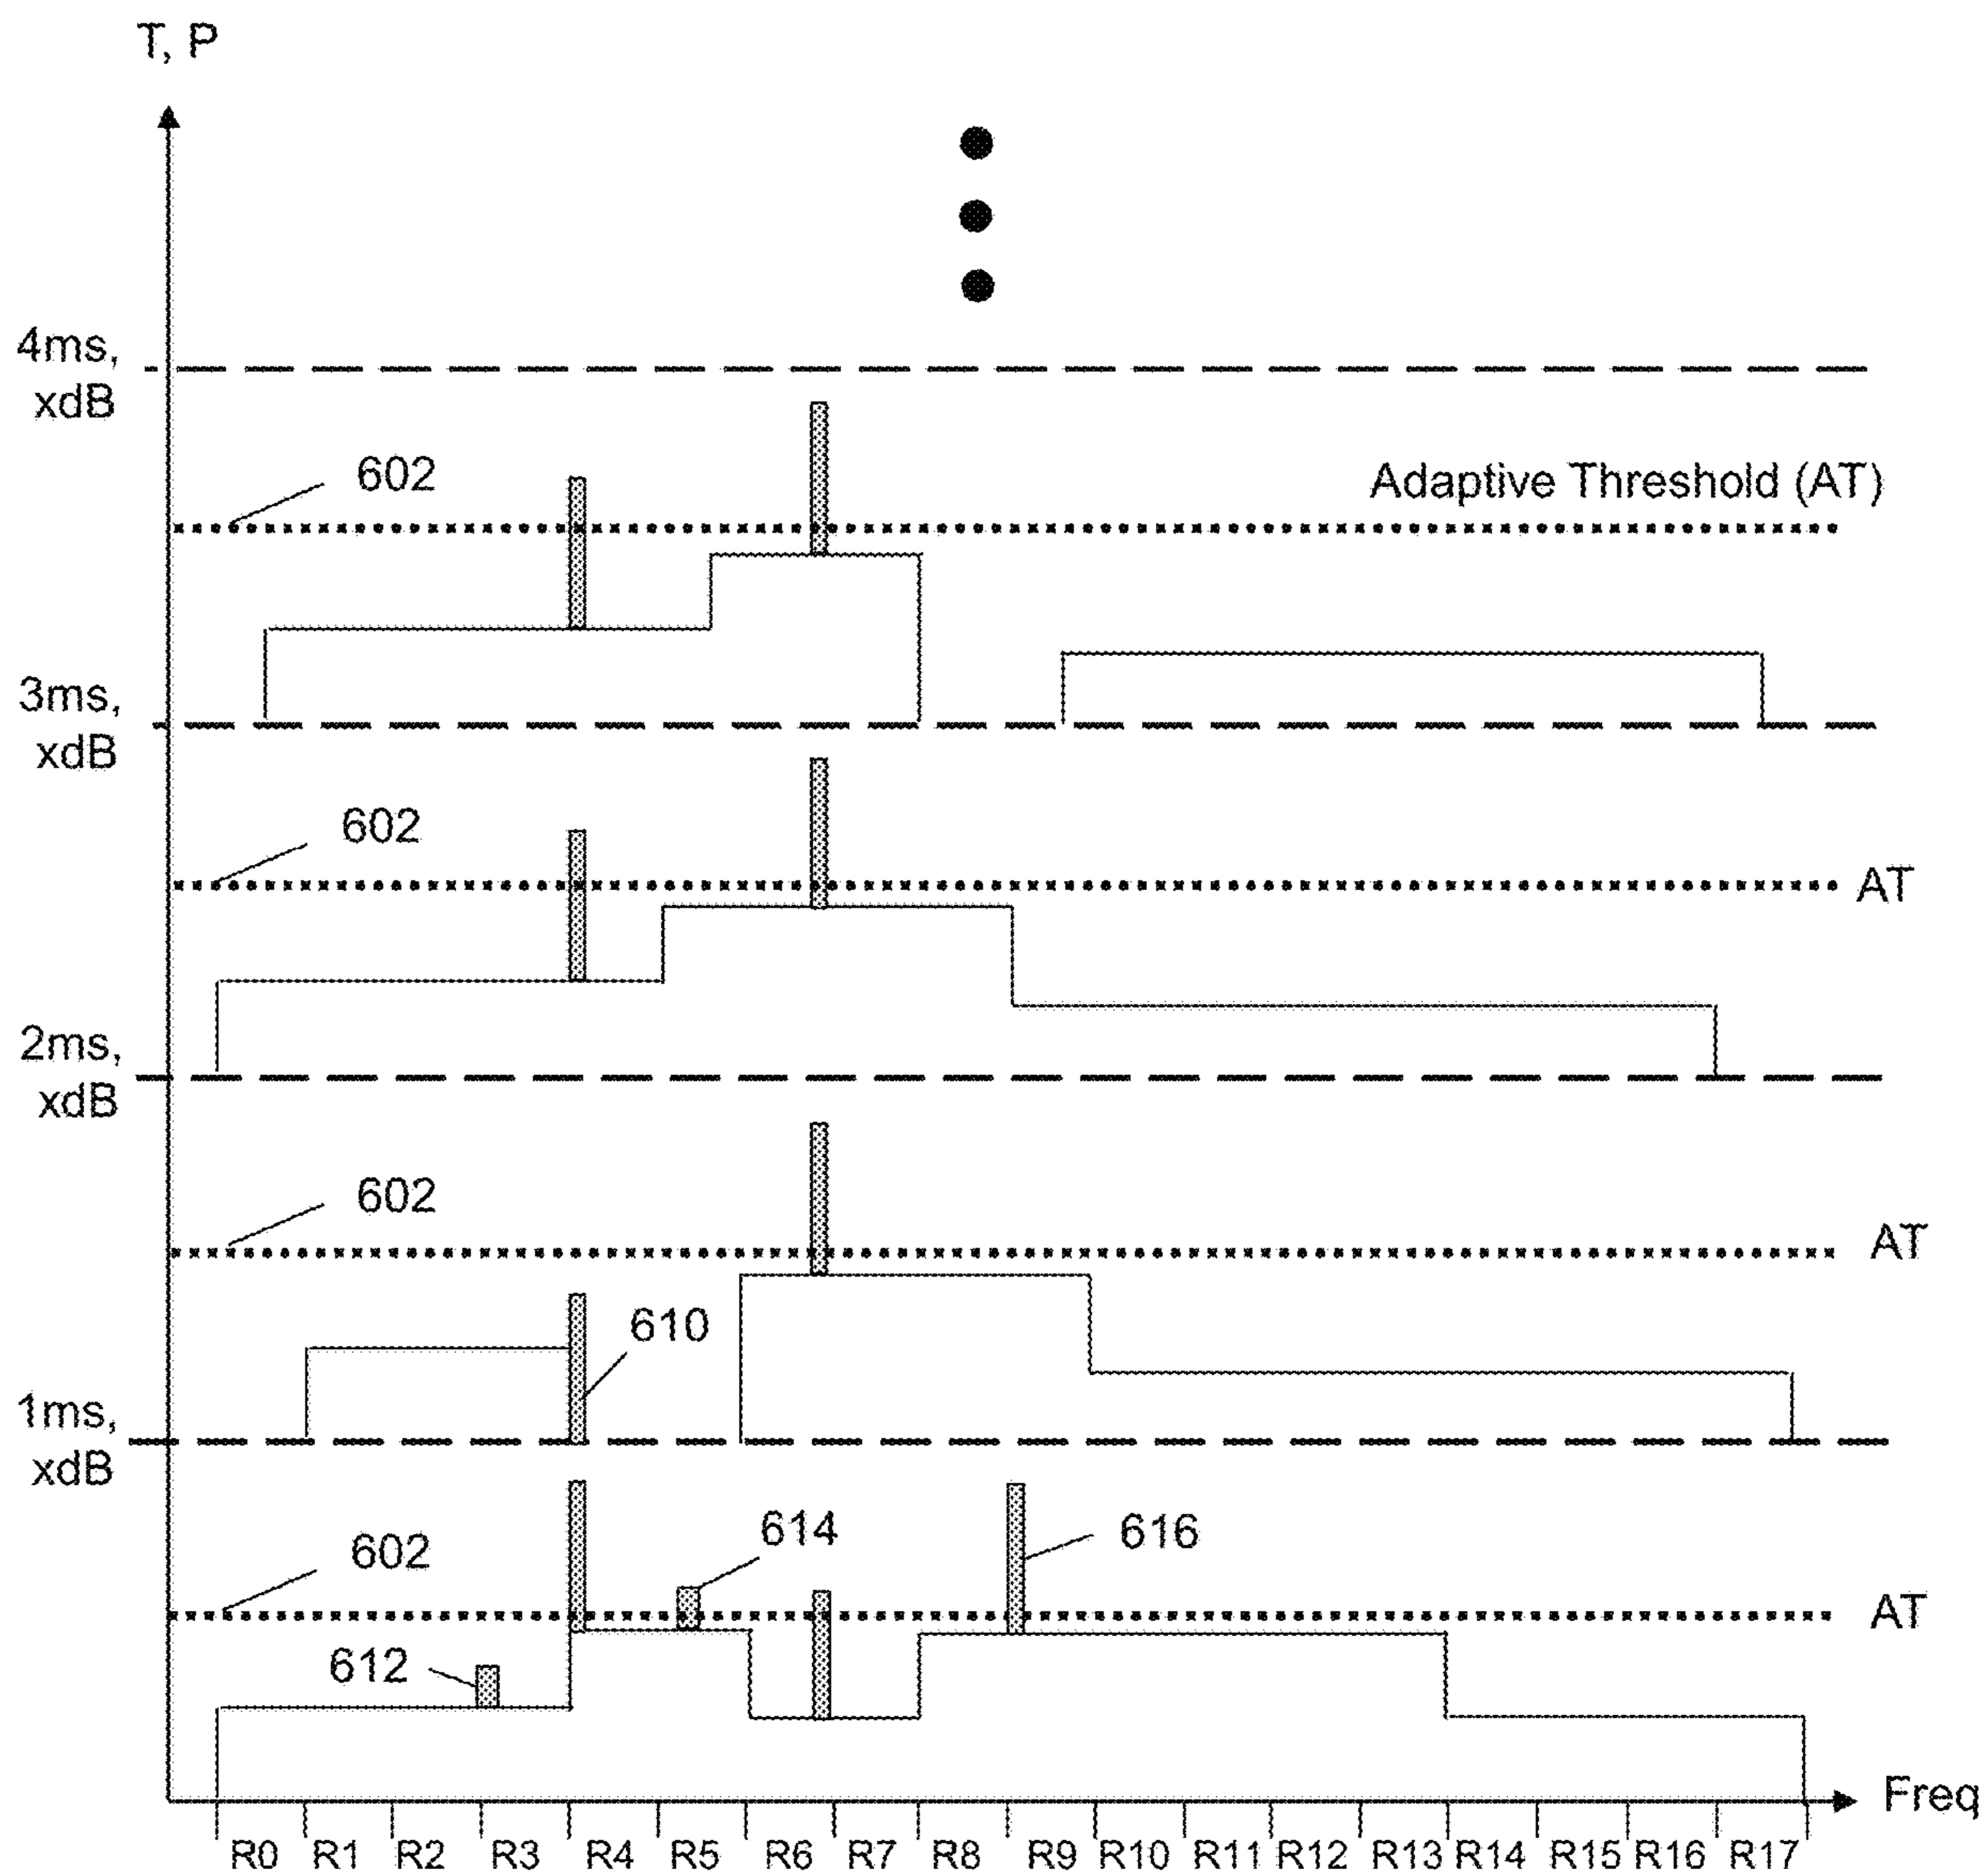 T, P
4ms,
xdB
602
Adaptive Threshold (AT)
3ms,
xdB
602
AT
2ms,
xdB
602
AT
610
1ms,
xdB
602
614
616
AT
612
Freq
R0 R1 R2 R3 R4 R5 R6 R7 R8 R9 R10 R11 R12 R13 R14 R15 R16 R17